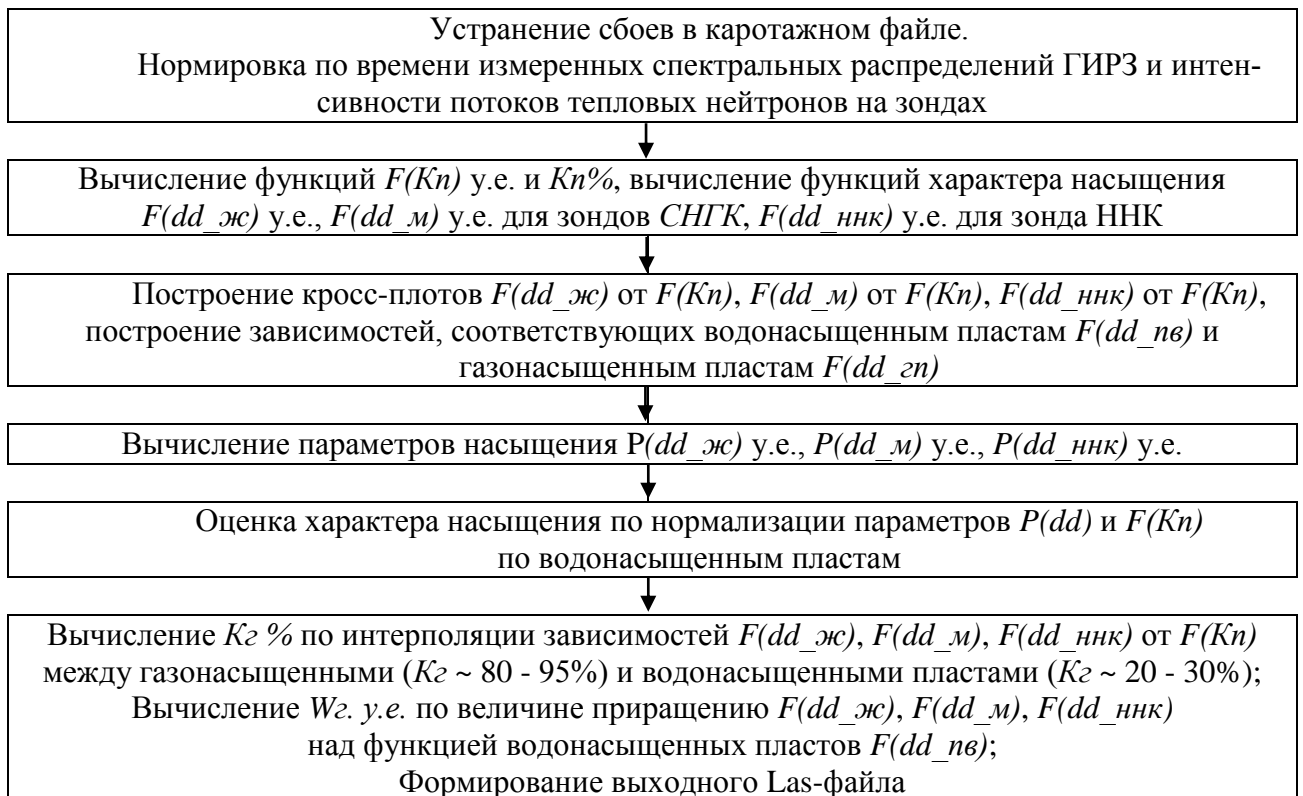 Устранение сбоев в каротажном файле.
Нормировка по времени измеренных спектральных распределений ГИРЗ и интен-
сивности потоков тепловых нейтронов на зондах
Вычисление функций F(Кп) у.е. и Кп%, вычисление функций характера насыщения
F(dd_ж) у.е., F(dd_м) у.е. для зондов СНГК, F(dd_ннк) у.е. для зонда ННК
Построение кросс-плотов F(dd_ж) от F(Кп), F(dd_м) от F(Кп), F(dd_ннк) от F(Кп),
построение зависимостей, соответствующих водонасыщенным пластам F(dd_пв) и
газонасыщенным пластам F(dd_гп)
Вычисление параметров насыщения P(dd_ж) у.е., P(dd_м) у.е., P(dd_ннк) у.е.
Оценка характера насыщения по нормализации параметров P(dd) и F(Кп)
по водонасыщенным пластам
Вычисление Кг % по интерполяции зависимостей F(dd_ж), F(dd_м), F(dd_ннк) от F(Кп)
между газонасыщенными (Кг ~ 80 - 95%) и водонасыщенными пластами (Кг ~ 20 - 30%);
Вычисление Wг. у.е. по величине приращению F(dd_ж), F(dd_м), F(dd_ннк)
над функцией водонасыщенных пластов F(dd_пв);
Формирование выходного Las-файла